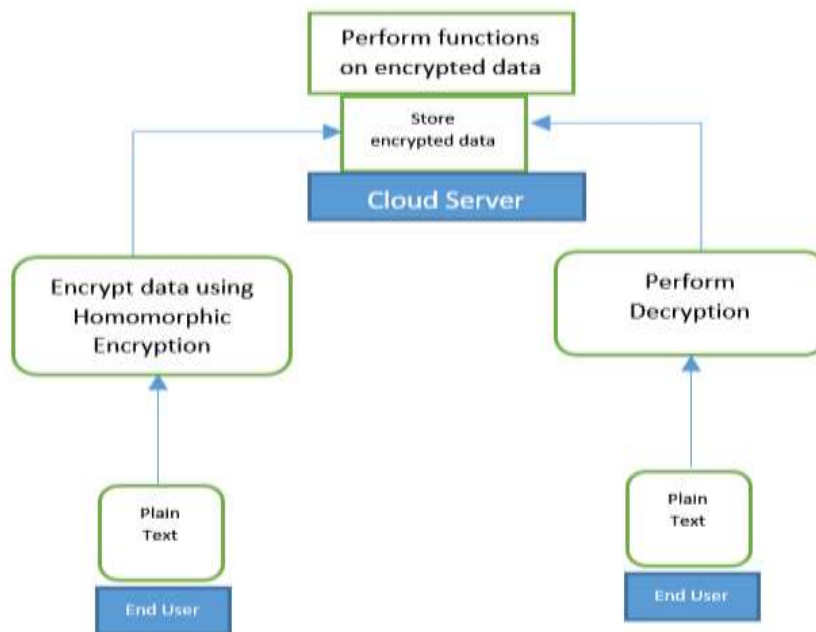 Perform functions
on encrypted data
Store
encrypted data
Cloud Server
Encrypt data using
Homomorphic
Encryption
Perform
Decryption
Plain
Text
End User
Plain
Text
End User